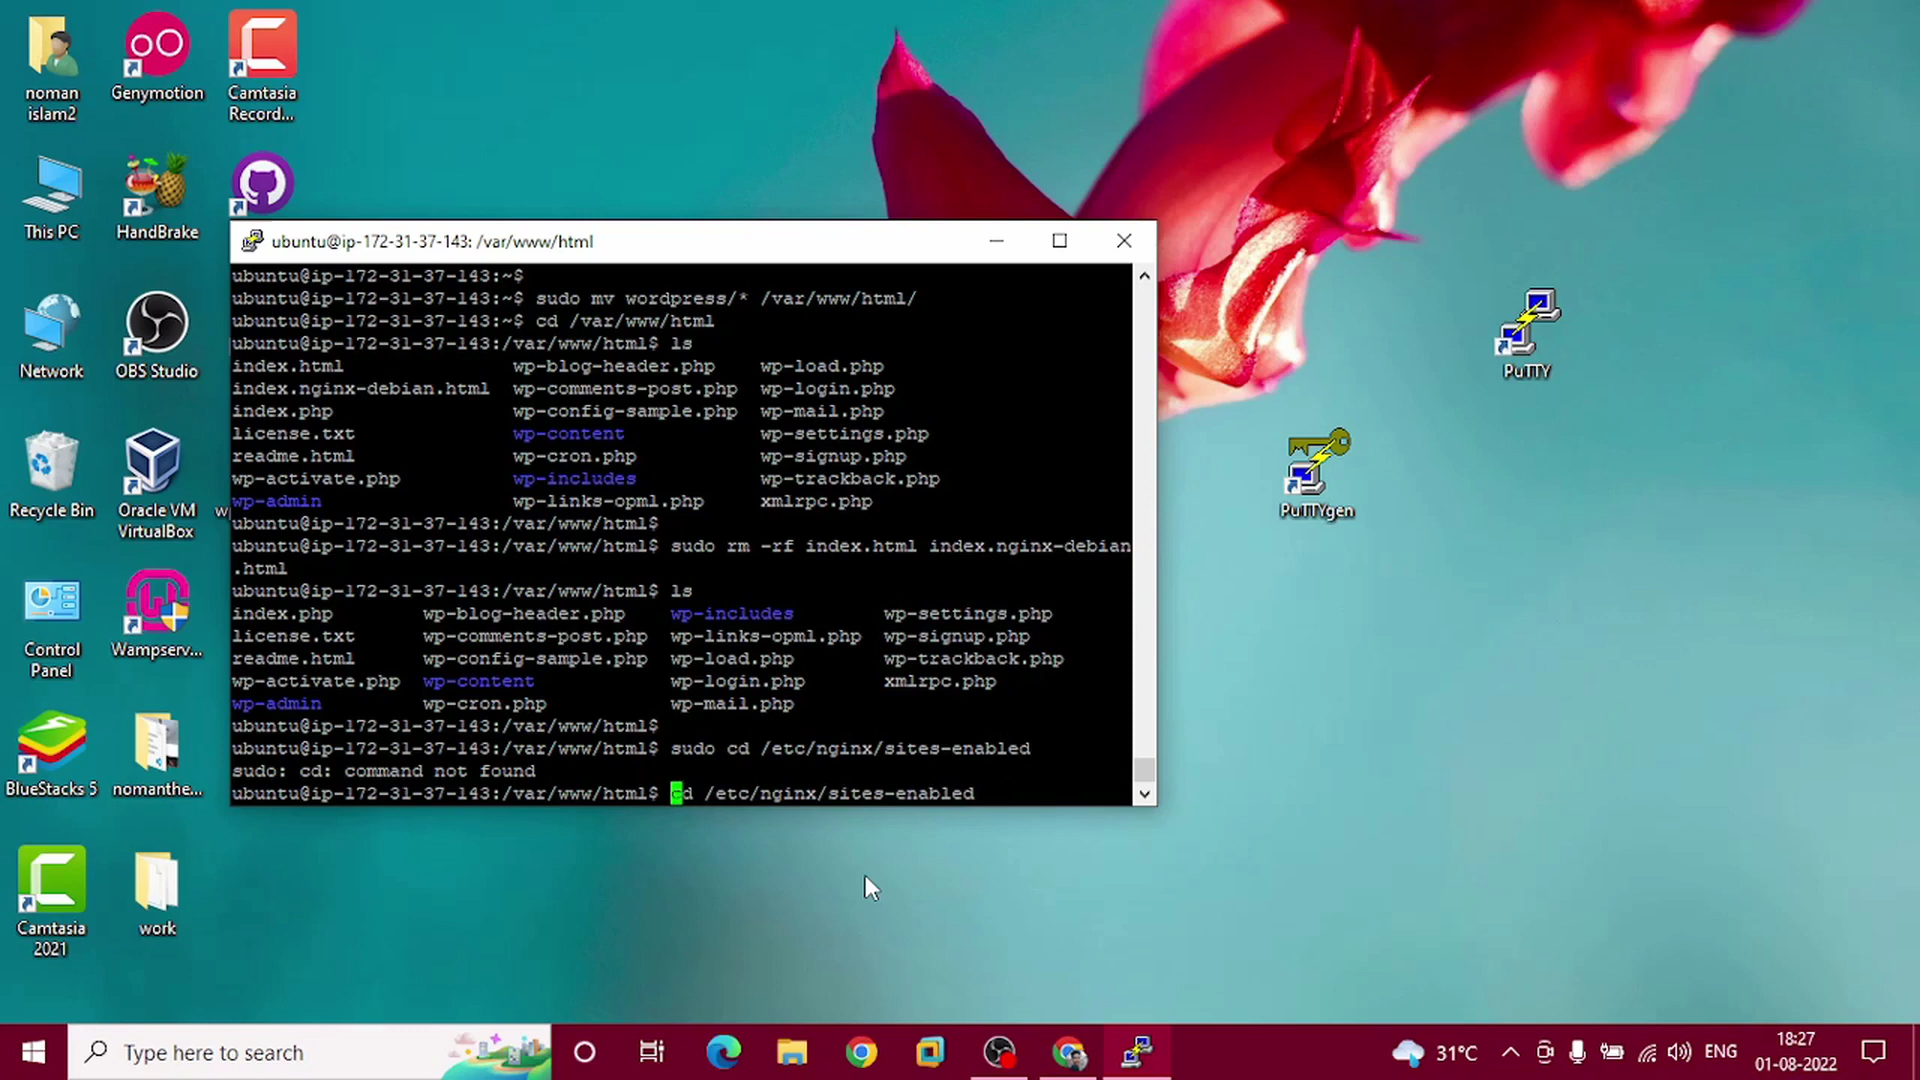 noman
islam2
Genymotion
Camtasia
Record...
This PC
HandBrake
Network
OBS Studio
Recycle Bin
Oracle VM
VirtualBox
Control
Panel
Wampserv...
BlueStacks 5
nomanthe...
Camtasia
2021
work
PuTTY
PuTTYgen
ubuntu@ip-172-31-37-143: /var/www/html
ubuntu@ip-172-31-37-143:~$
ubuntu@ip-172-31-37-143:~$ sudo mv wordpress/* /var/www/html/
ubuntu@ip-172-31-37-143:~$ cd /var/www/html
ubuntu@ip-172-31-37-143:/var/www/html$ ls
index.html wp-blog-header.php wp-load.php
index.nginx-debian.html wp-comments-post.php wp-login.php
index.php wp-config-sample.php wp-mail.php
license.txt wp-content wp-settings.php
readme.html wp-cron.php wp-signup.php
wp-activate.php wp-includes wp-trackback.php
wp-admin wp-links-opml.php xmlrpc.php
ubuntu@ip-172-31-37-143:/var/www/html$
ubuntu@ip-172-31-37-143:/var/www/html$ sudo rm -rf index.html index.nginx-debian
.html
ubuntu@ip-172-31-37-143:/var/www/html$ ls
index.php wp-blog-header.php wp-includes wp-settings.php
license.txt wp-comments-post.php wp-links-opml.php wp-signup.php
readme.html wp-config-sample.php wp-load.php wp-trackback.php
wp-activate.php wp-content wp-login.php xmlrpc.php
wp-admin wp-cron.php wp-mail.php
ubuntu@ip-172-31-37-143:/var/www/html$
ubuntu@ip-172-31-37-143:/var/www/html$ sudo cd /etc/nginx/sites-enabled
sudo: cd: command not found
ubuntu@ip-172-31-37-143:/var/www/html$ cd /etc/nginx/sites-enabled
Type here to search
31°C
ENG
18:27
01-08-2022